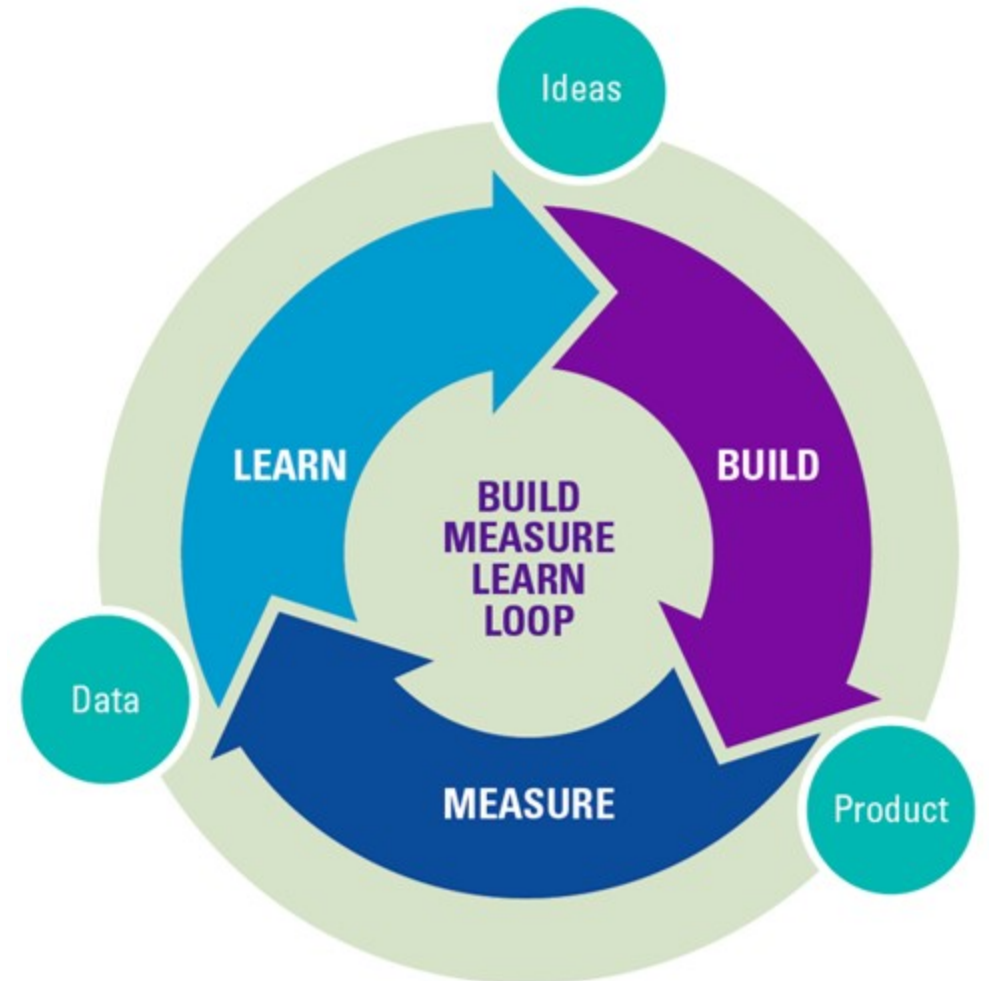 Ideas
LEARN
BUILD
BUILD
MEASURE
LEARN
LOOP
Data
MEASURE
Product